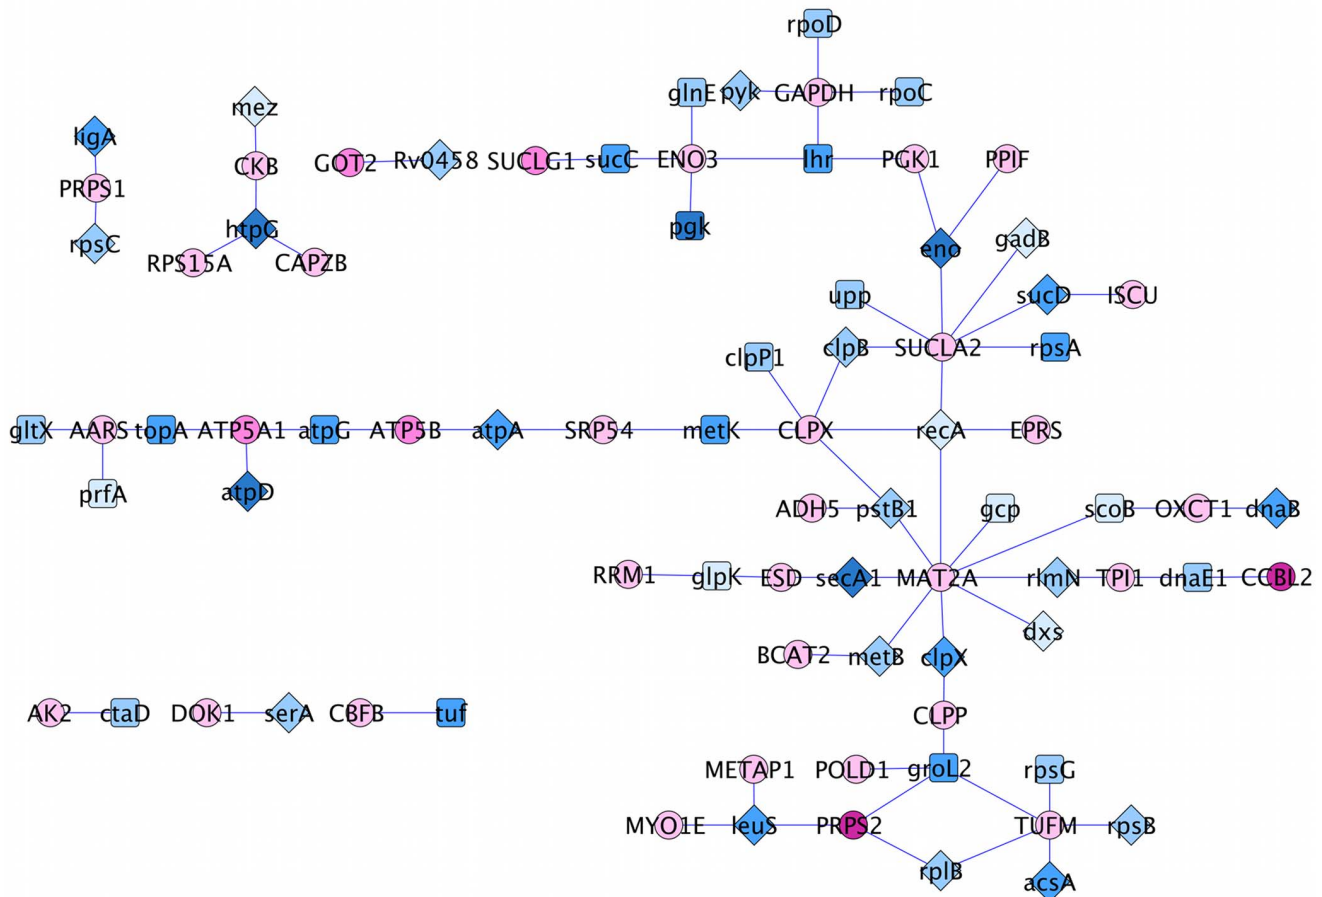 rpoD
glnE pyk GAPDH rpoC
mez
ligA
CKB GOT2 Rv0458 SUCLG1 sucC ENO3 lhr PGK1 PPIF
PRPS1
htpG pgk
rpsC eno gadB
RPS15A CAPZB
upp sucD ISCU
clpP1 clpB SUCLA2 rpsA
gltX AARS topA ATP5A1 atpG ATP5B atpA SRP54 metK CLPX recA EPRS
prfA atpD
ADH5 pstB1 gcp scoB OXCT1 dnaB
RRM1 glpK ESD secA1 MAT2A rlmN TPI1 dnaE1 CCBL2
dxs
BCAT2 metB clpX
AK2 ctaD DOK1 serA CBFB tuf CLPP
METAP1 POLD1 groL2 rpsG
MYO1E leuS PRPS2 TUFM rpsB
rplB acsA